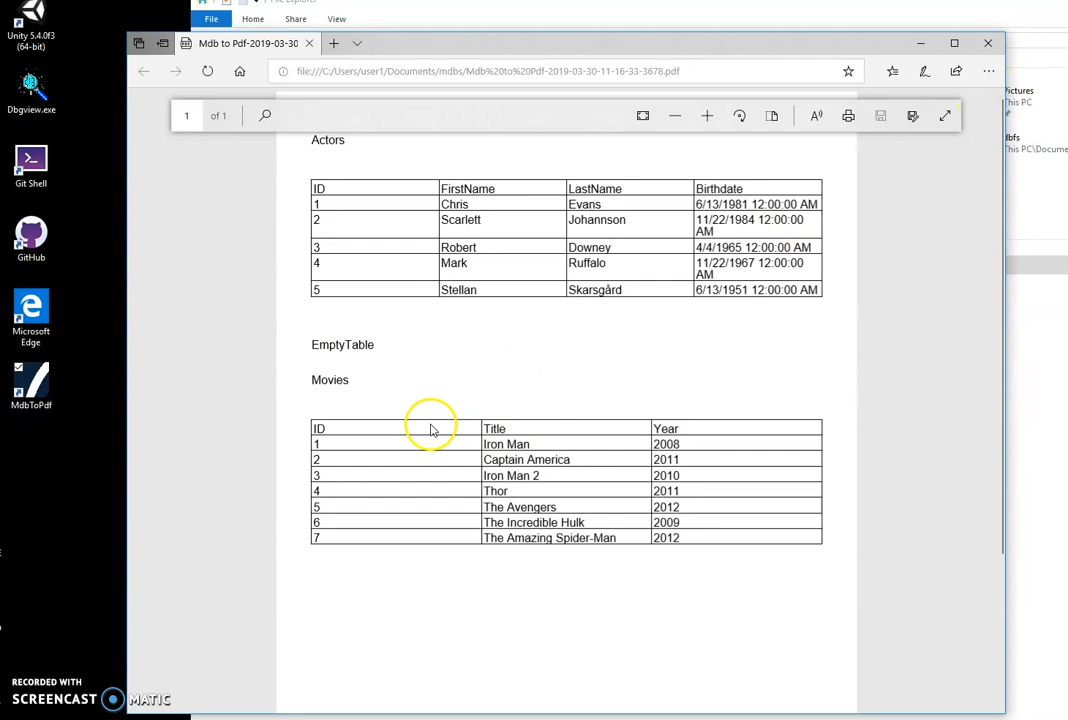 Unity 5.4.0f3
(64-bit)
Dbgview.exe
Git Shell
GitHub
Microsoft
Edge
MdbToPdf
File Explorer
File Home Share View
Mdb to Pdf-2019-03-30
file:///C:/Users/user1/Documents/mdbs/Mdb%20to%20Pdf-2019-03-30-11-16-33-3678.pdf
1 of 1
Pictures
This PC
dbfs
This PC\Docume
Actors
ID FirstName LastName Birthdate
1 Chris Evans 6/13/1981 12:00:00 AM
2 Scarlett Johannson 11/22/1984 12:00:00
AM
3 Robert Downey 4/4/1965 12:00:00 AM
4 Mark Ruffalo 11/22/1967 12:00:00
AM
5 Stellan Skarsgård 6/13/1951 12:00:00 AM
EmptyTable
Movies
ID Title Year
1 Iron Man 2008
2 Captain America 2011
3 Iron Man 2 2010
4 Thor 2011
5 The Avengers 2012
6 The Incredible Hulk 2009
7 The Amazing Spider-Man 2012
RECORDED WITH
SCREENCAST MATIC